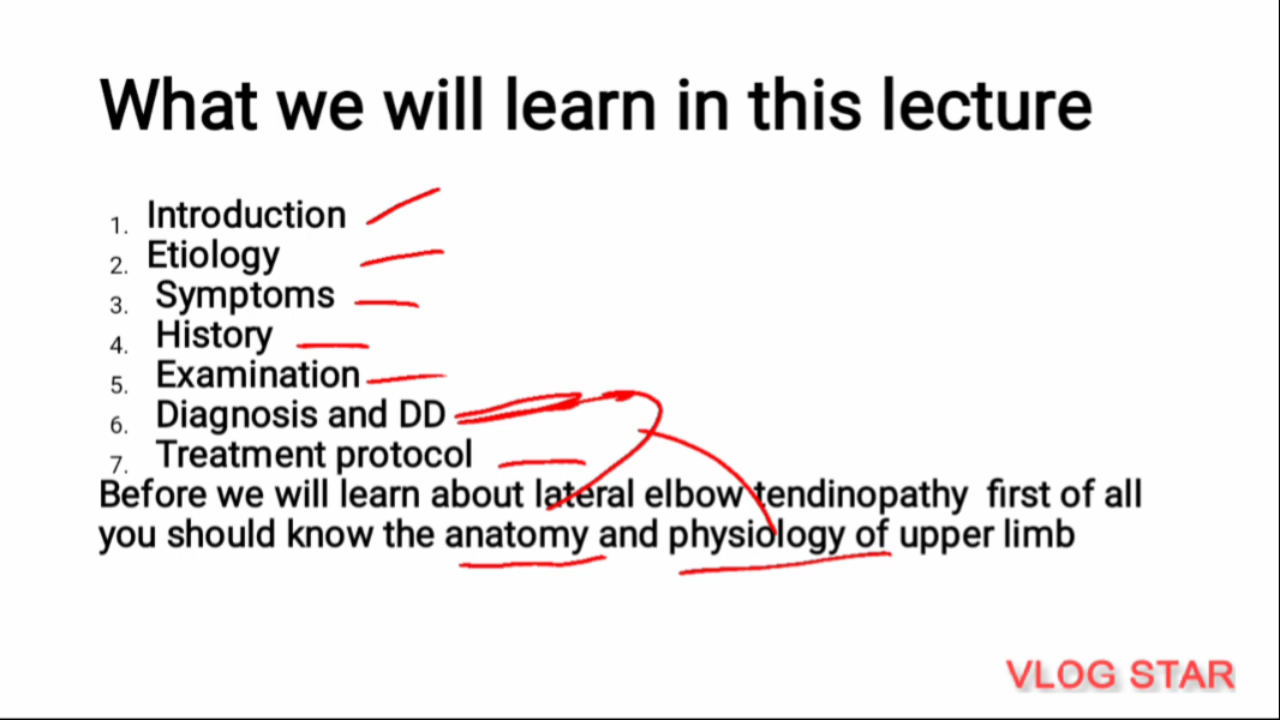 What we will learn in this lecture
1. Introduction
2. Etiology
3. Symptoms
4. History
5. Examination
6. Diagnosis and DD
7. Treatment protocol
Before we will learn about lateral elbow tendinopathy first of all
you should know the anatomy and physiology of upper limb
VLOG STAR